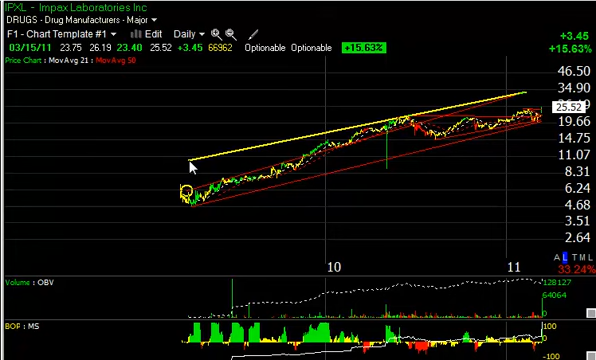 IPXL - Impax Laboratories Inc
DRUGS - Drug Manufacturers - Major
F1 - Chart Template #1 Edit Daily
+3.45
03/15/11 23.75 26.19 23.40 25.52 +3.45 66962 Optionable Optionable +15.63%
+15.63%
Price Chart : MovAvg 21 : MovAvg 50
46.50
34.90
25.52
19.66
14.75
11.07
8.31
6.24
4.68
3.51
2.64
A L T M L
10 11
33.24%
Volume : OBV
128127
64064
0
BOP : MS
100
0
-100